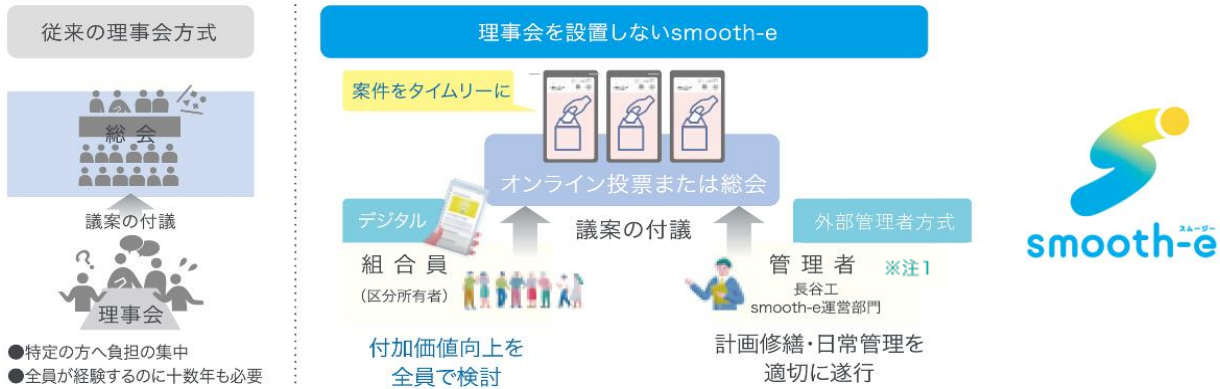 従来の理事会方式
総会
議案の付議
理事会
●特定の方へ負担の集中
●全員が経験するのに十数年も必要
理事会を設置しないsmooth-e
案件をタイムリーに
オンライン投票または総会
デジタル
議案の付議
外部管理者方式
組合員
(区分所有者)
管理者 ※注1
長谷工
smooth-e運営部門
付加価値向上を
全員で検討
計画修繕・日常管理を
適切に遂行
スムージー
smooth-e